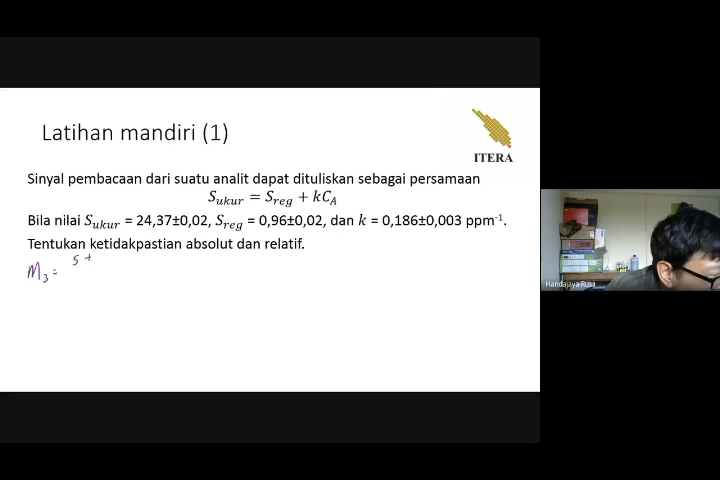 Latihan mandiri (1)
ITERA
Sinyal pembacaan dari suatu analit dapat dituliskan sebagai persamaan
S_ukur = S_reg + kC_A
Bila nilai S_ukur = 24,37±0,02, S_reg = 0,96±0,02, dan k = 0,186±0,003 ppm⁻¹.
Tentukan ketidakpastian absolut dan relatif.
M_3 = s +